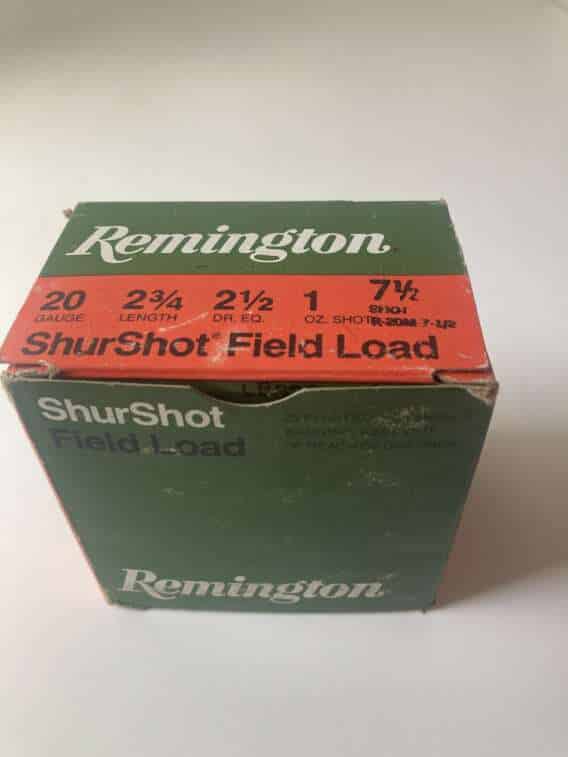 Remington
20 2¾ 2½ 1 7½
GAUGE LENGTH DR. EQ. OZ. SHOT SHOT
R-20M 7-1/2
ShurShot Field Load
ShurShot
Field Load
Remington